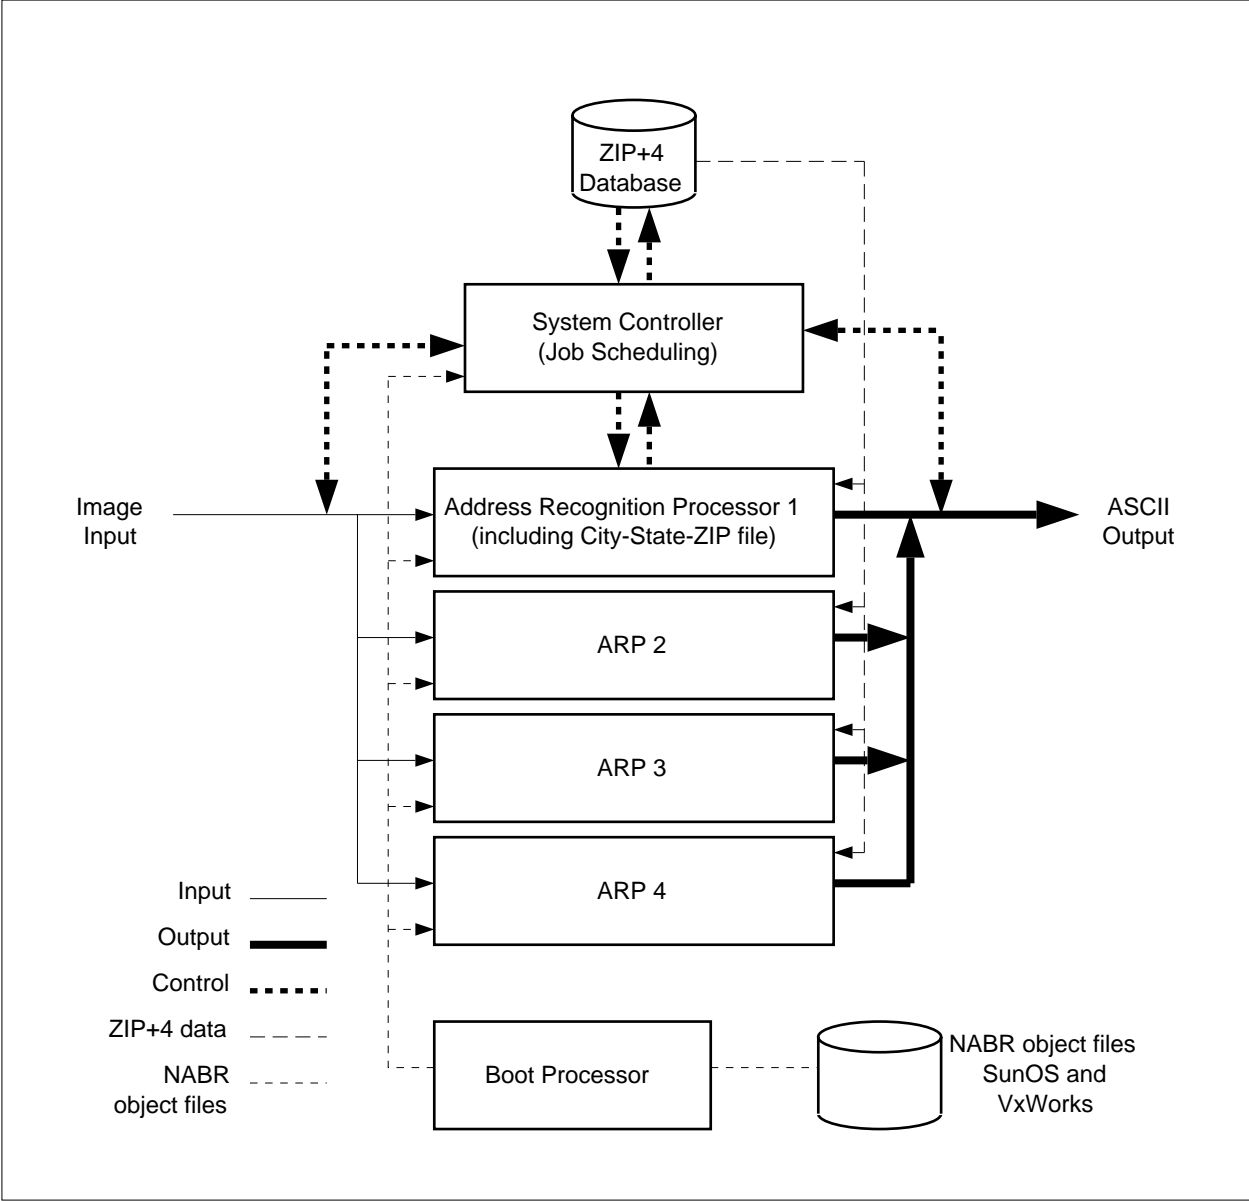 ZIP+4
Database
System Controller
(Job Scheduling)
Image
Input
Address Recognition Processor 1
(including City-State-ZIP file)
ASCII
Output
ARP 2
ARP 3
ARP 4
Input
Output
Control
ZIP+4 data
NABR
object files
Boot Processor
NABR object files
SunOS and
VxWorks